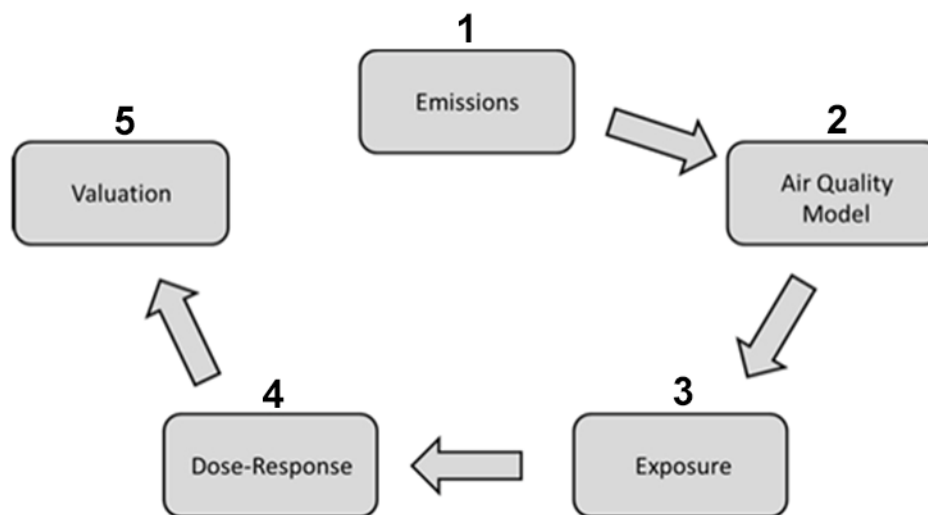 1
Emissions
2
Air Quality
Model
3
Exposure
4
Dose-Response
5
Valuation